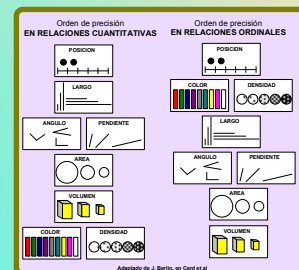 Orden de precisión
EN RELACIONES CUANTITATIVAS
POSICION
LARGO
ANGULO
PENDIENTE
AREA
VOLUMEN
COLOR
DENSIDAD
Orden de precisión
EN RELACIONES ORDINALES
POSICION
COLOR
DENSIDAD
LARGO
ANGULO
PENDIENTE
AREA
VOLUMEN
Adaptado de J. Bertin, en Card et al